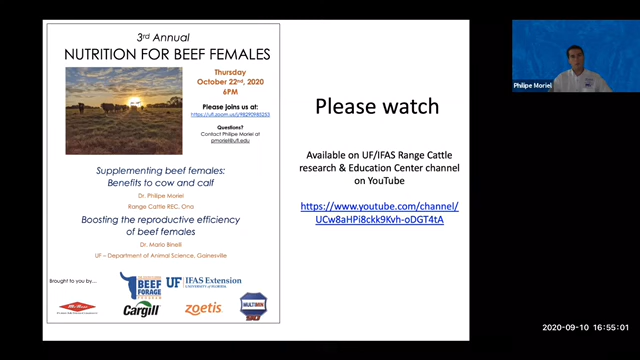 3rd Annual
NUTRITION FOR BEEF FEMALES
Thursday
October 22nd, 2020
6PM
Please joins us at:
Questions?
Contact Philipe Moriel at
pmoriel@ufl.edu
Supplementing beef females:
Benefits to cow and calf
Dr. Philipe Moriel
Range Cattle REC, Ona
Boosting the reproductive efficiency
of beef females
Dr. Mario Binelli
UF – Department of Animal Science, Gainesville
Brought to you by…
BEEF
FORAGE
UF IFAS Extension
UNIVERSITY of FLORIDA
Cargill
zoetis
MULTIMIN
90
Please watch
Available on UF/IFAS Range Cattle
research & Education Center channel
on YouTube
https://www.youtube.com/channel/
UCw8aHPi8ckk9Kvh-oDGT4tA
Philipe Moriel
2020-09-10 16:55:01